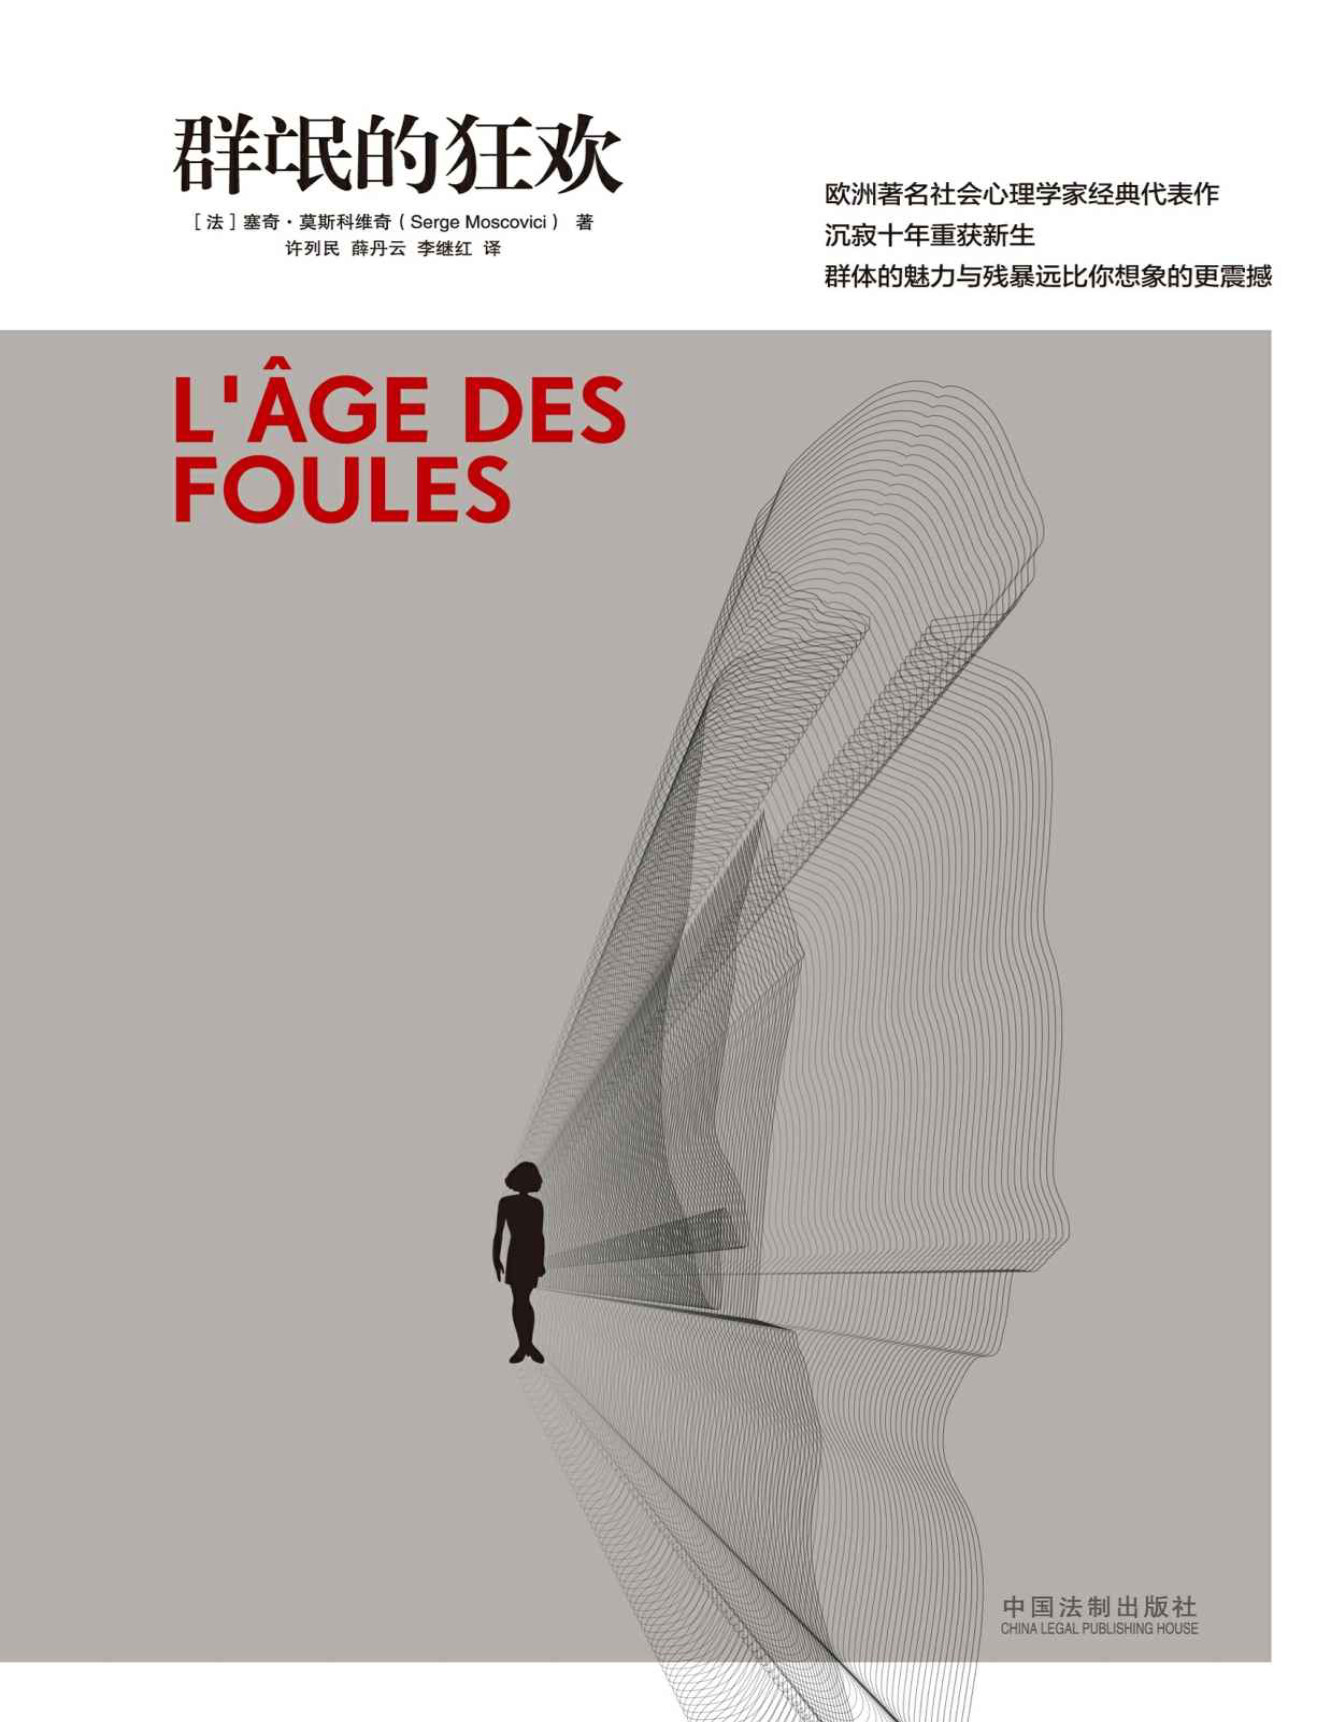 群氓的狂欢
［法］塞奇·莫斯科维奇（Serge Moscovici） 著
许列民 薛丹云 李继红 译
欧洲著名社会心理学家经典代表作
沉寂十年重获新生
群体的魅力与残暴远比你想象的更震撼
L'ÂGE DES
FOULES
中国法制出版社
CHINA LEGAL PUBLISHING HOUSE